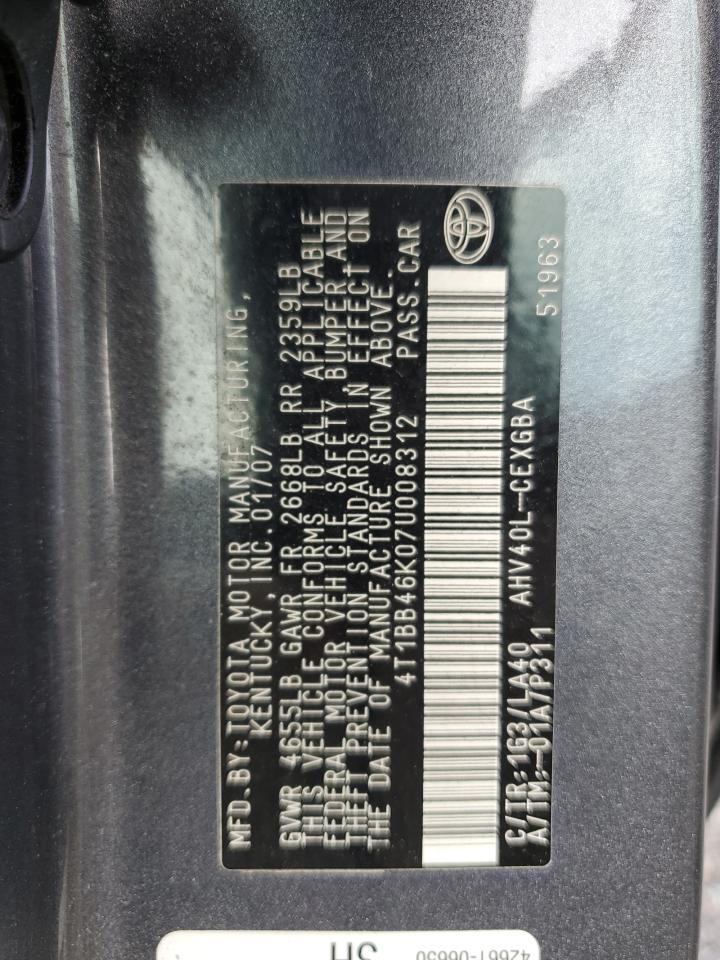 MFD.BY:TOYOTA MOTOR MANUFACTURING,
KENTUCKY,INC.01/07
GVWR 4655LB GAWR FR 2668LB RR 2359LB
THIS VEHICLE CONFORMS TO ALL APPLICABLE
FEDERAL MOTOR VEHICLE SAFETY,BUMPER,AND
THEFT PREVENTION STANDARDS IN EFFECT ON
THE DATE OF MANUFACTURE SHOWN ABOVE.
4T1BB46K07U008312 PASS.CAR
C/TR:1G3/LA40 AHV40L-CEXGBA
A/TM:-01A/P311 51963
42661-06650
SH